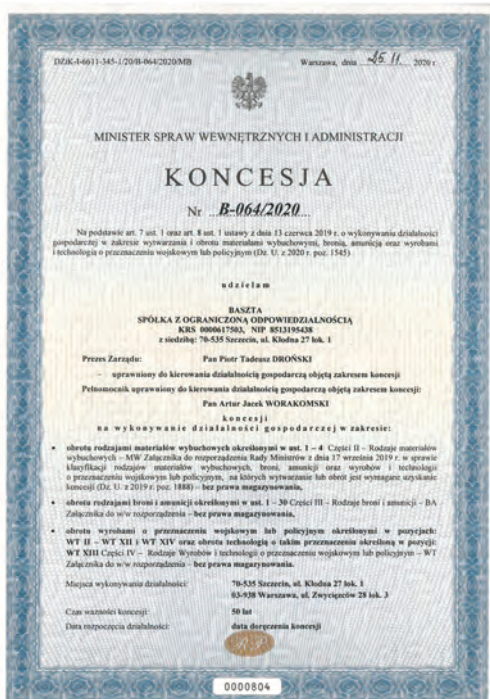 DZiK-I-6611-345-1/20/B-064/2020/MB Warszawa, dnia 25.11. 2020 r.
MINISTER SPRAW WEWNĘTRZNYCH I ADMINISTRACJI
KONCESJA
Nr B-064/2020
Na podstawie art. 7 ust. 1 oraz art. 8 ust. 1 ustawy z dnia 13 czerwca 2019 r. o wykonywaniu działalności
gospodarczej w zakresie wytwarzania i obrotu materiałami wybuchowymi, bronią, amunicją oraz wyrobami
i technologią o przeznaczeniu wojskowym lub policyjnym (Dz. U. z 2020 r. poz. 1545)
udzielam
BASZTA
SPÓŁKA Z OGRANICZONĄ ODPOWIEDZIALNOŚCIĄ
KRS 0000617503, NIP 8513195438
z siedzibą: 70-535 Szczecin, ul. Kłodna 27 lok. 1
Prezes Zarządu: Pan Piotr Tadeusz DROŃSKI
– uprawniony do kierowania działalnością gospodarczą objętą zakresem koncesji
Pełnomocnik uprawniony do kierowania działalnością gospodarczą objętą zakresem koncesji:
Pan Artur Jacek WORAKOMSKI
koncesji
na wykonywanie działalności gospodarczej w zakresie:
• obrotu rodzajami materiałów wybuchowych określonymi w ust. 1 – 4 Części II – Rodzaje materiałów
wybuchowych – MW Załącznika do rozporządzenia Rady Ministrów z dnia 17 września 2019 r. w sprawie
klasyfikacji rodzajów materiałów wybuchowych, broni, amunicji oraz wyrobów i technologii
o przeznaczeniu wojskowym lub policyjnym, na których wytwarzanie lub obrót jest wymagane uzyskanie
koncesji (Dz. U. z 2019 r. poz. 1888) – bez prawa magazynowania,
• obrotu rodzajami broni i amunicji określonymi w ust. 1 – 30 Części III – Rodzaje broni i amunicji – BA
Załącznika do w/w rozporządzenia – bez prawa magazynowania,
• obrotu wyrobami o przeznaczeniu wojskowym lub policyjnym określonymi w pozycjach:
WT II – WT XII i WT XIV oraz obrotu technologią o takim przeznaczeniu określoną w pozycji:
WT XIII Części IV – Rodzaje Wyrobów i technologii o przeznaczeniu wojskowym lub policyjnym – WT
Załącznika do w/w rozporządzenia – bez prawa magazynowania.
Miejsca wykonywania działalności: 70-535 Szczecin, ul. Kłodna 27 lok. 1
03-938 Warszawa, ul. Zwycięzców 28 lok. 3
Czas ważności koncesji: 50 lat
Data rozpoczęcia działalności: data doręczenia koncesji
RP
0000804